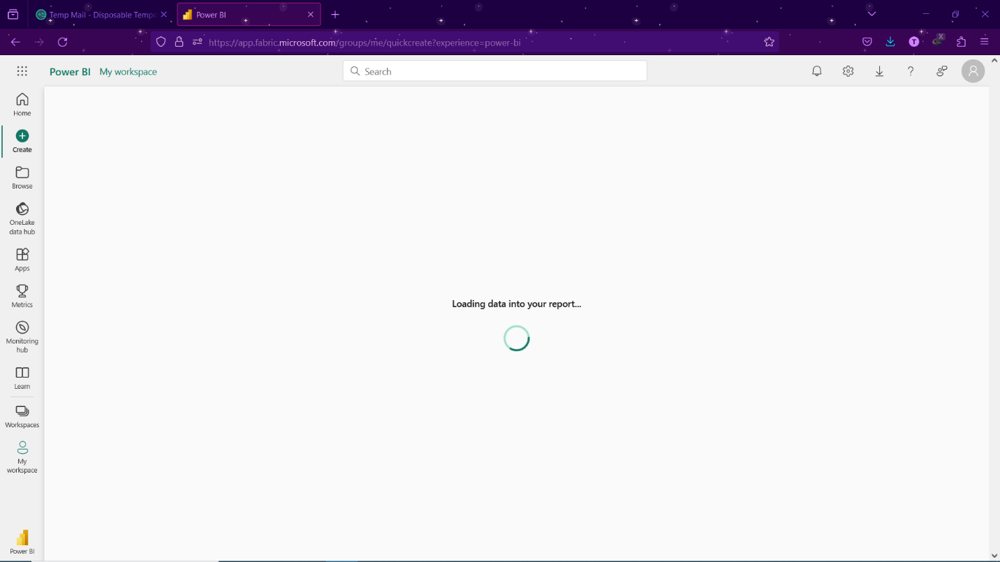 Temp Mail - Disposable Tempo
Power BI
https://app.fabric.microsoft.com/groups/me/quickcreate?experience=power-bi
T
X
Power BI
My workspace
Search
Home
Create
Browse
OneLake
data hub
Apps
Metrics
Monitoring
hub
Learn
Workspaces
My
workspace
Power BI
Loading data into your report...